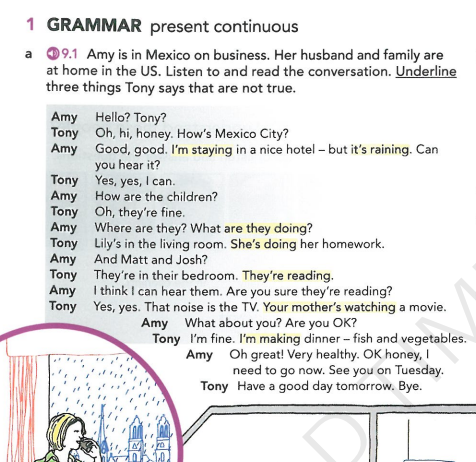 1 GRAMMAR present continuous
a 9.1 Amy is in Mexico on business. Her husband and family are
at home in the US. Listen to and read the conversation. Underline
three things Tony says that are not true.
Amy Hello? Tony?
Tony Oh, hi, honey. How's Mexico City?
Amy Good, good. I'm staying in a nice hotel – but it's raining. Can
you hear it?
Tony Yes, yes, I can.
Amy How are the children?
Tony Oh, they're fine.
Amy Where are they? What are they doing?
Tony Lily's in the living room. She's doing her homework.
Amy And Matt and Josh?
Tony They're in their bedroom. They're reading.
Amy I think I can hear them. Are you sure they're reading?
Tony Yes, yes. That noise is the TV. Your mother's watching a movie.
Amy What about you? Are you OK?
Tony I'm fine. I'm making dinner – fish and vegetables.
Amy Oh great! Very healthy. OK honey, I
need to go now. See you on Tuesday.
Tony Have a good day tomorrow. Bye.
D TIM